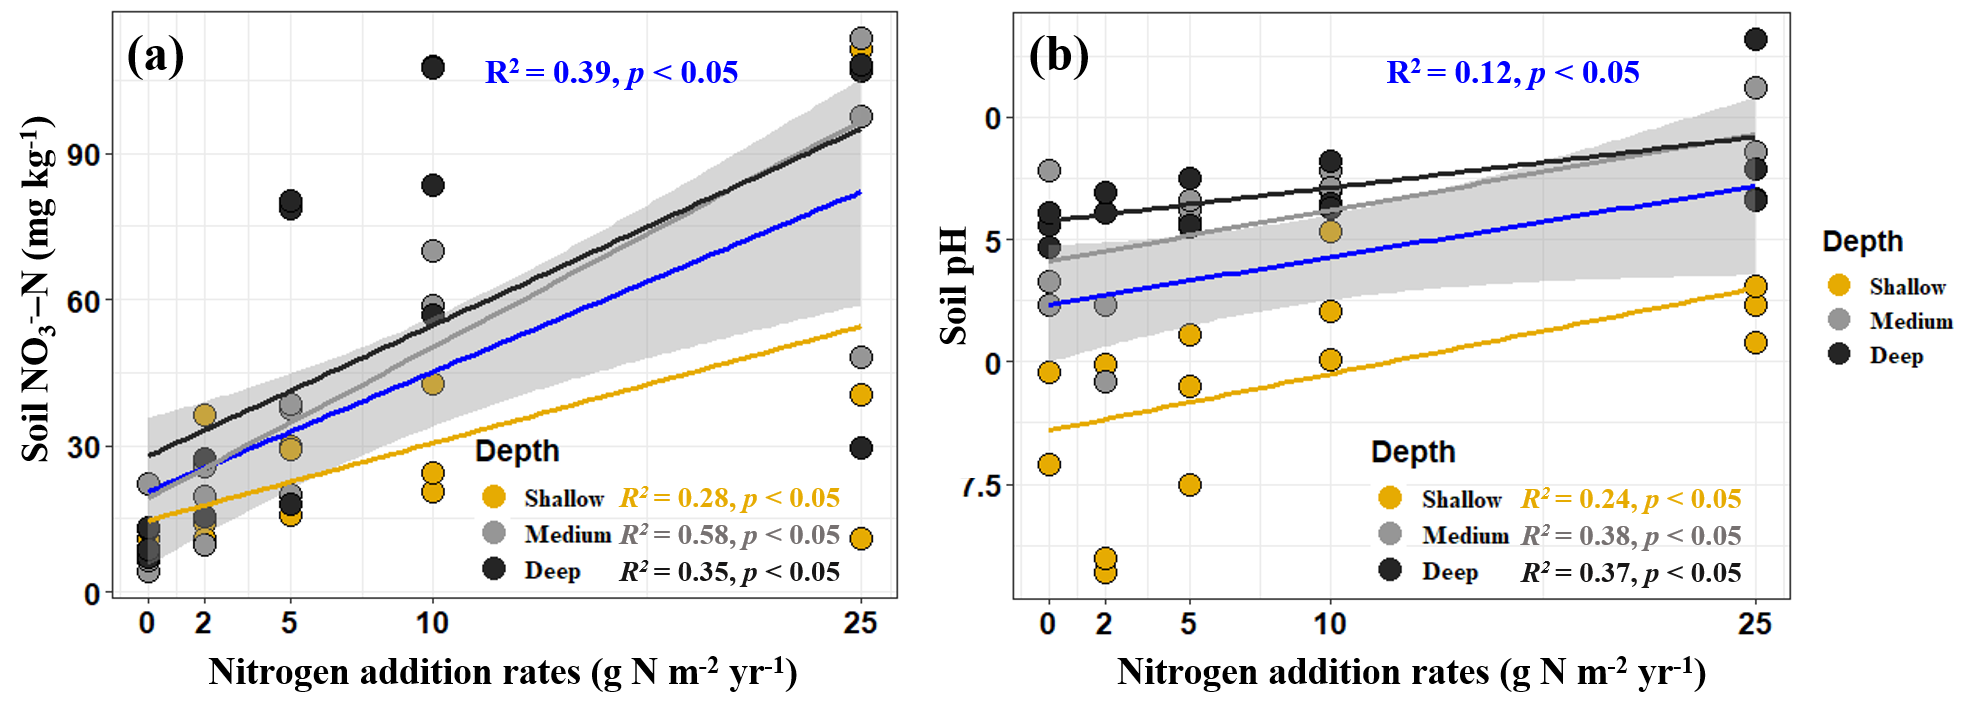 (a)
R² = 0.39, p < 0.05
Soil NO₃⁻–N (mg kg⁻¹)
90
60
30
0
Depth
Shallow R² = 0.28, p < 0.05
Medium R² = 0.58, p < 0.05
Deep R² = 0.35, p < 0.05
0 2 5 10 25
Nitrogen addition rates (g N m⁻² yr⁻¹)
(b)
R² = 0.12, p < 0.05
Soil pH
0
5
0
7.5
Depth
Shallow R² = 0.24, p < 0.05
Medium R² = 0.38, p < 0.05
Deep R² = 0.37, p < 0.05
0 2 5 10 25
Nitrogen addition rates (g N m⁻² yr⁻¹)
Depth
Shallow
Medium
Deep